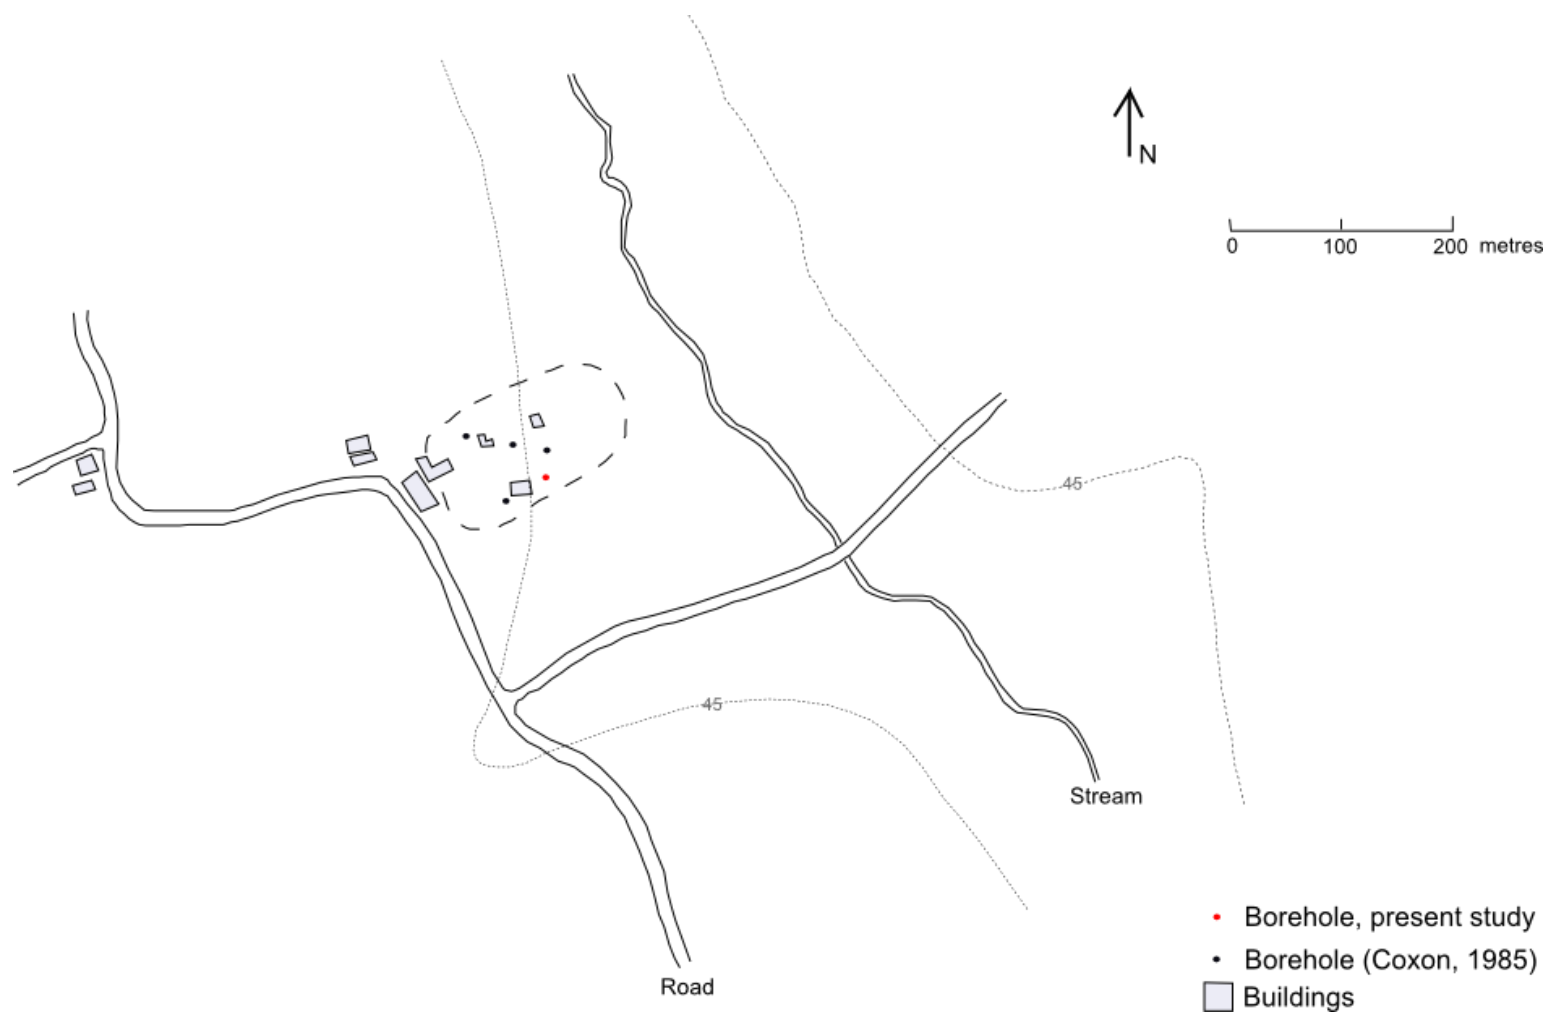 N
0 100 200 metres
45
45
Stream
Road
Borehole, present study
Borehole (Coxon, 1985)
Buildings